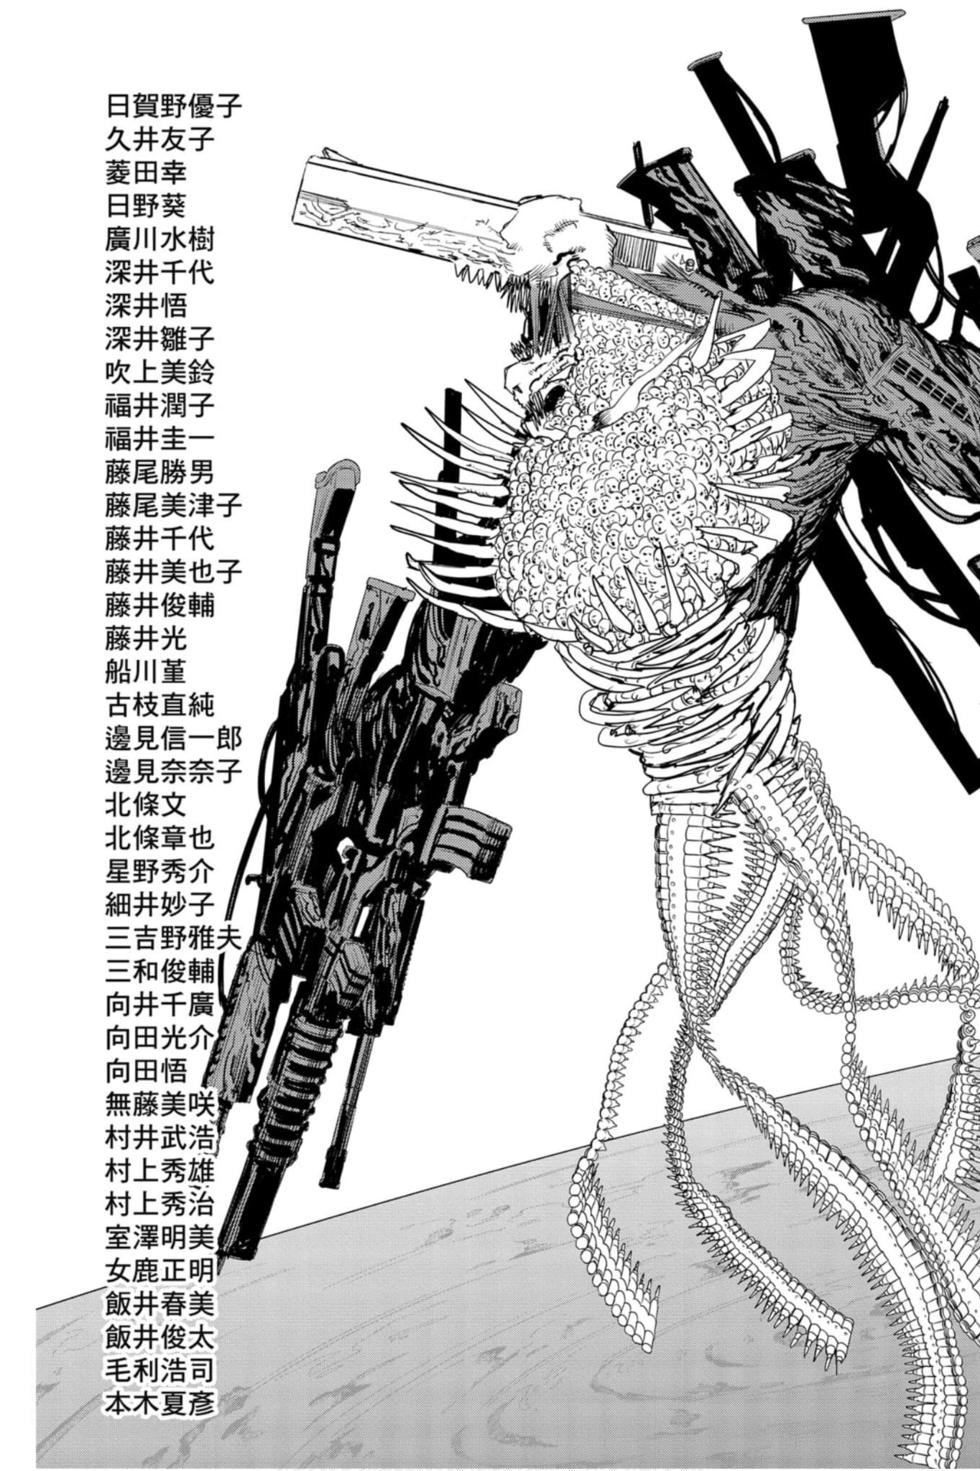 日賀野優子
久井友子
菱田幸
日野葵
廣川水樹
深井千代
深井悟
深井雛子
吹上美鈴
福井潤子
福井圭一
藤尾勝男
藤尾美津子
藤井千代
藤井美也子
藤井俊輔
藤井光
船川菫
古枝直純
邊見信一郎
邊見奈奈子
北條文
北條章也
星野秀介
細井妙子
三吉野雅夫
三和俊輔
向井千廣
向田光介
向田悟
無藤美咲
村井武浩
村上秀雄
村上秀治
室澤明美
女鹿正明
飯井春美
飯井俊太
毛利浩司
本木夏彥